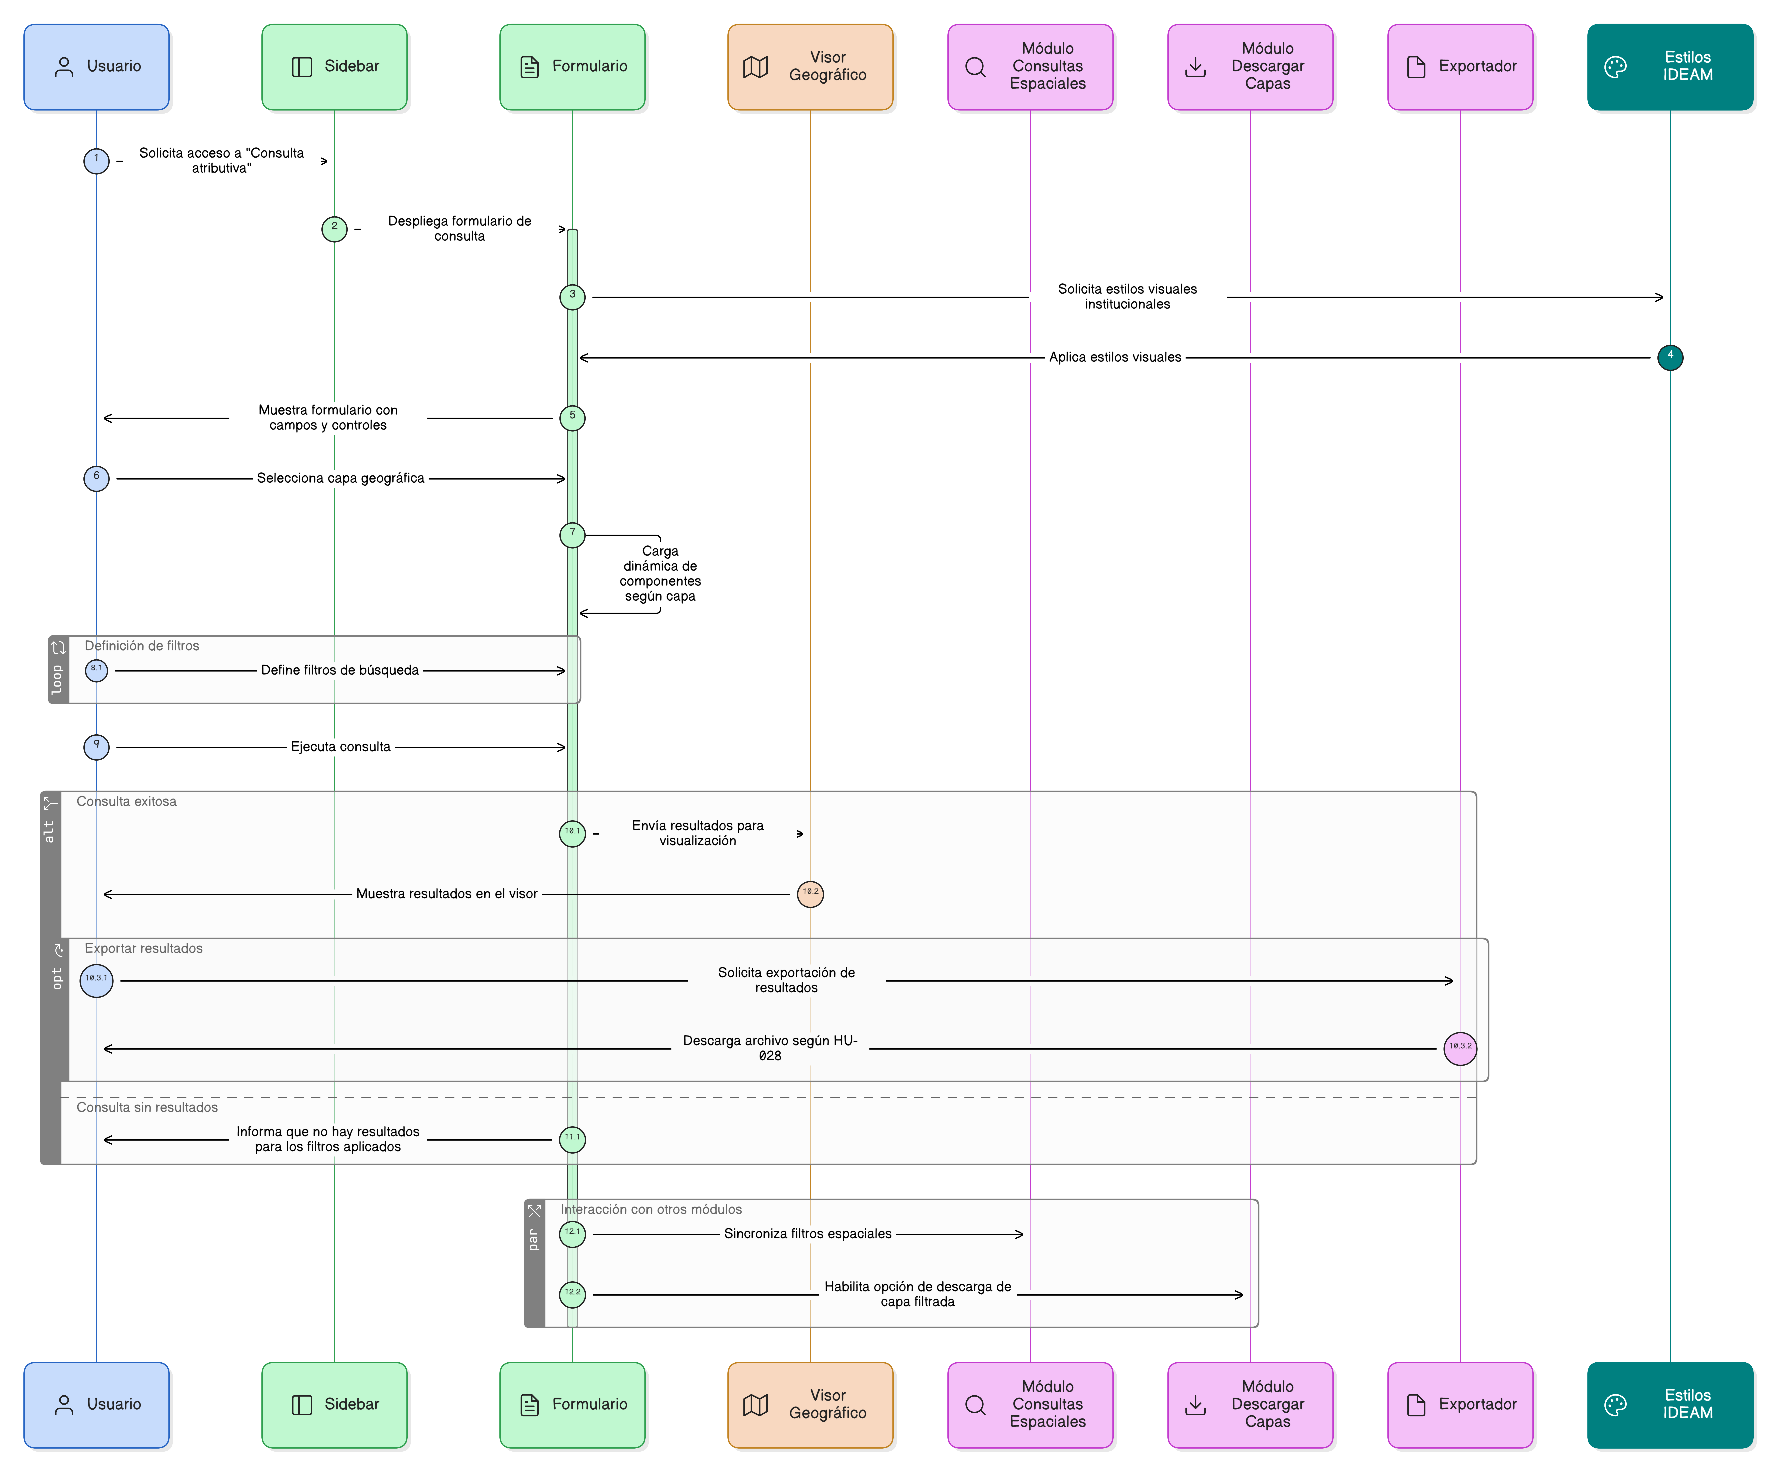 Usuario
Sidebar
Formulario
Visor
Geográfico
Módulo
Consultas
Espaciales
Módulo
Descargar
Capas
Exportador
Estilos
IDEAM
1
Solicita acceso a "Consulta
atributiva"
2
Despliega formulario de
consulta
3
Solicita estilos visuales
institucionales
Aplica estilos visuales
4
Muestra formulario con
campos y controles
5
6
Selecciona capa geográfica
7
Carga
dinámica de
componentes
según capa
loop
Definición de filtros
8.1
Define filtros de búsqueda
9
Ejecuta consulta
alt
Consulta exitosa
10.1
Envía resultados para
visualización
Muestra resultados en el visor
10.2
opt
Exportar resultados
10.3.1
Solicita exportación de
resultados
Descarga archivo según HU-
028
10.3.2
Consulta sin resultados
Informa que no hay resultados
para los filtros aplicados
11.1
par
Interacción con otros módulos
12.1
Sincroniza filtros espaciales
12.2
Habilita opción de descarga de
capa filtrada
Usuario
Sidebar
Formulario
Visor
Geográfico
Módulo
Consultas
Espaciales
Módulo
Descargar
Capas
Exportador
Estilos
IDEAM